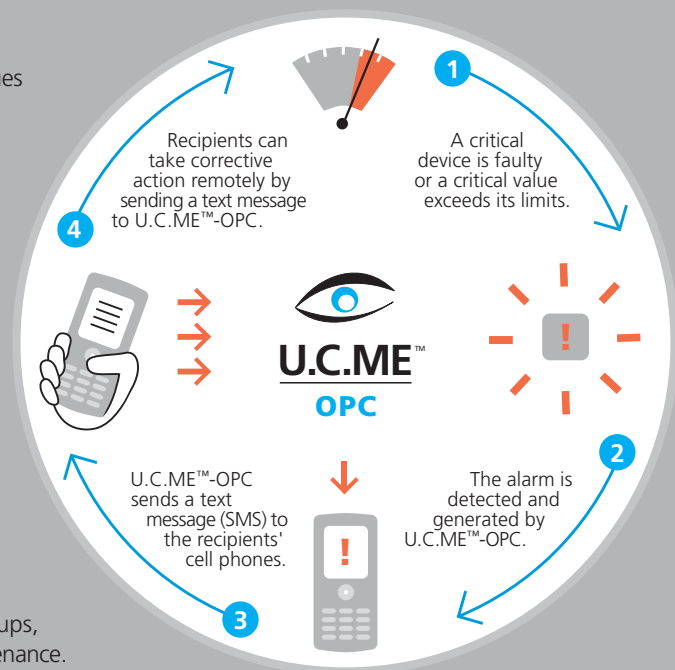 1
A critical
device is faulty
or a critical value
exceeds its limits.
!
2
The alarm is
detected and
generated by
U.C.ME™-OPC.
!
3
U.C.ME™-OPC
sends a text
message (SMS) to
the recipients'
cell phones.
4
Recipients can
take corrective
action remotely by
sending a text message
to U.C.ME™-OPC.
U.C.ME™
OPC
ups,